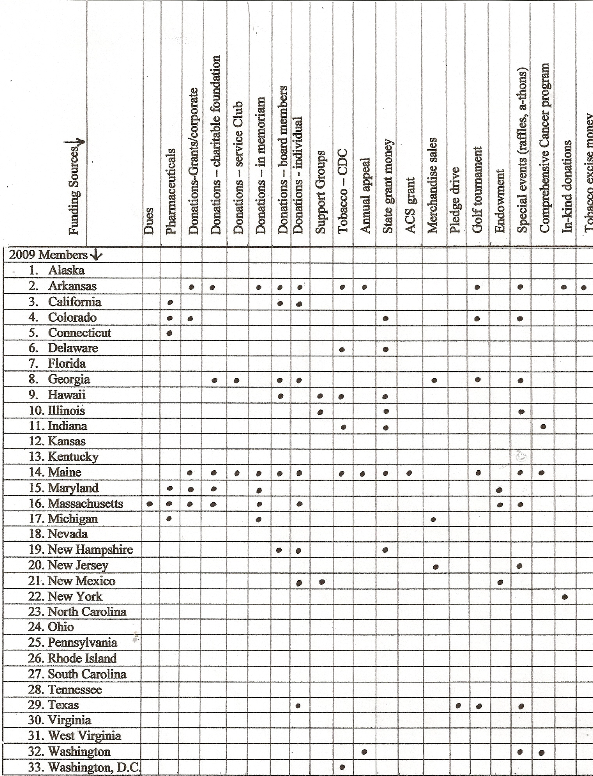 Funding Sources
Dues
Pharmaceuticals
Donations-Grants/corporate
Donations – charitable foundation
Donations – service Club
Donations – in memoriam
Donations – board members
Donations - individual
Support Groups
Tobacco – CDC
Annual appeal
State grant money
ACS grant
Merchandise sales
Pledge drive
Golf tournament
Endowment
Special events (raffles, a-thons)
Comprehensive Cancer program
In-kind donations
Tobacco excise money
2009 Members
1. Alaska
2. Arkansas
3. California
4. Colorado
5. Connecticut
6. Delaware
7. Florida
8. Georgia
9. Hawaii
10. Illinois
11. Indiana
12. Kansas
13. Kentucky
14. Maine
15. Maryland
16. Massachusetts
17. Michigan
18. Nevada
19. New Hampshire
20. New Jersey
21. New Mexico
22. New York
23. North Carolina
24. Ohio
25. Pennsylvania
26. Rhode Island
27. South Carolina
28. Tennessee
29. Texas
30. Virginia
31. West Virginia
32. Washington
33. Washington, D.C.